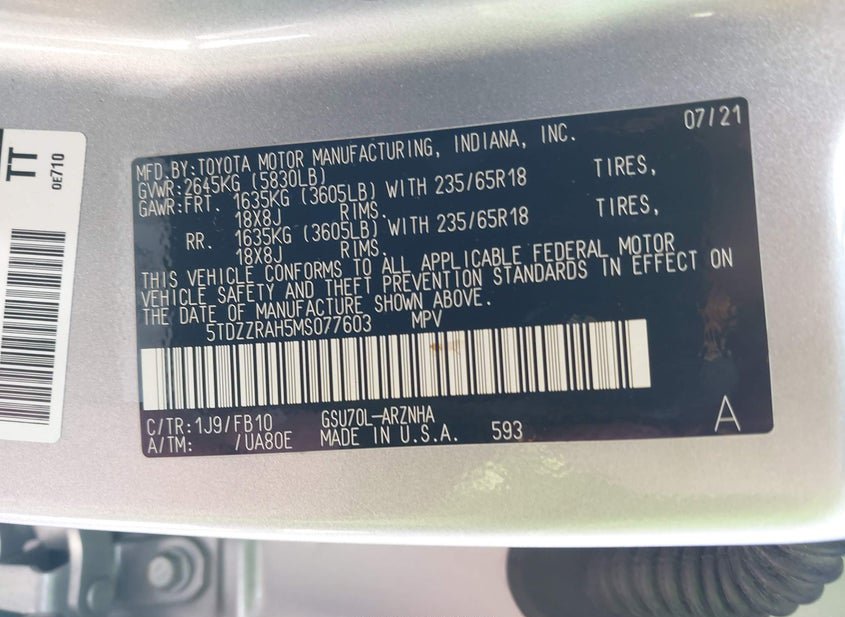 TT
0E710
07/21
MFD.BY:TOYOTA MOTOR MANUFACTURING, INDIANA, INC.
GVWR:2645KG (5830LB)
GAWR:FRT. 1635KG (3605LB) WITH 235/65R18 TIRES,
18X8J RIMS.
RR. 1635KG (3605LB) WITH 235/65R18 TIRES,
18X8J RIMS.
THIS VEHICLE CONFORMS TO ALL APPLICABLE FEDERAL MOTOR
VEHICLE SAFETY AND THEFT PREVENTION STANDARDS IN EFFECT ON
THE DATE OF MANUFACTURE SHOWN ABOVE.
5TDZZRAH5MS077603 MPV
C/TR:1J9/FB10 GSU70L-ARZNHA
A/TM: /UA80E MADE IN U.S.A. 593
A